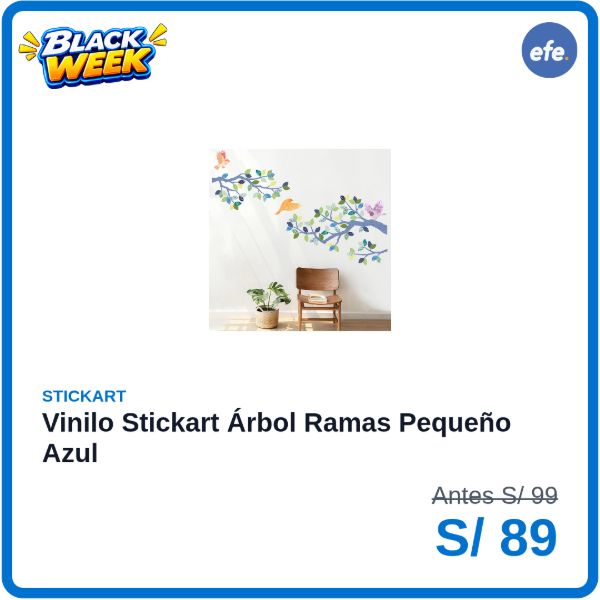 BLACK
WEEK
efe.
STICKART
Vinilo Stickart Árbol Ramas Pequeño
Azul
Antes S/ 99
S/ 89